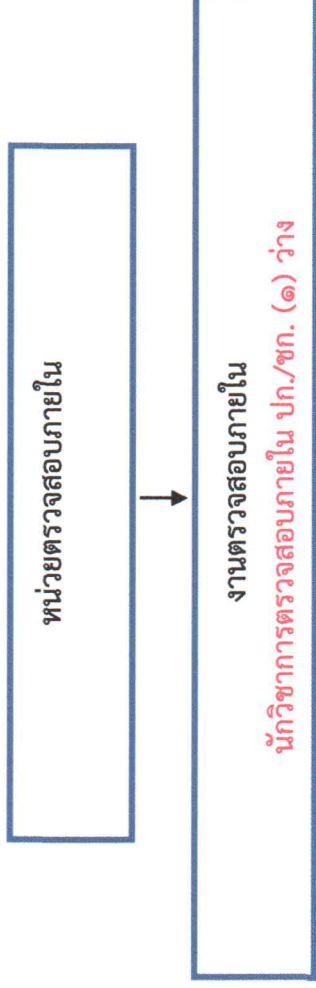 หน่วยตรวจสอบภายใน
งานตรวจสอบภายใน
นักวิชาการตรวจสอบภายใน ปก./ชก. (๑) ว่าง